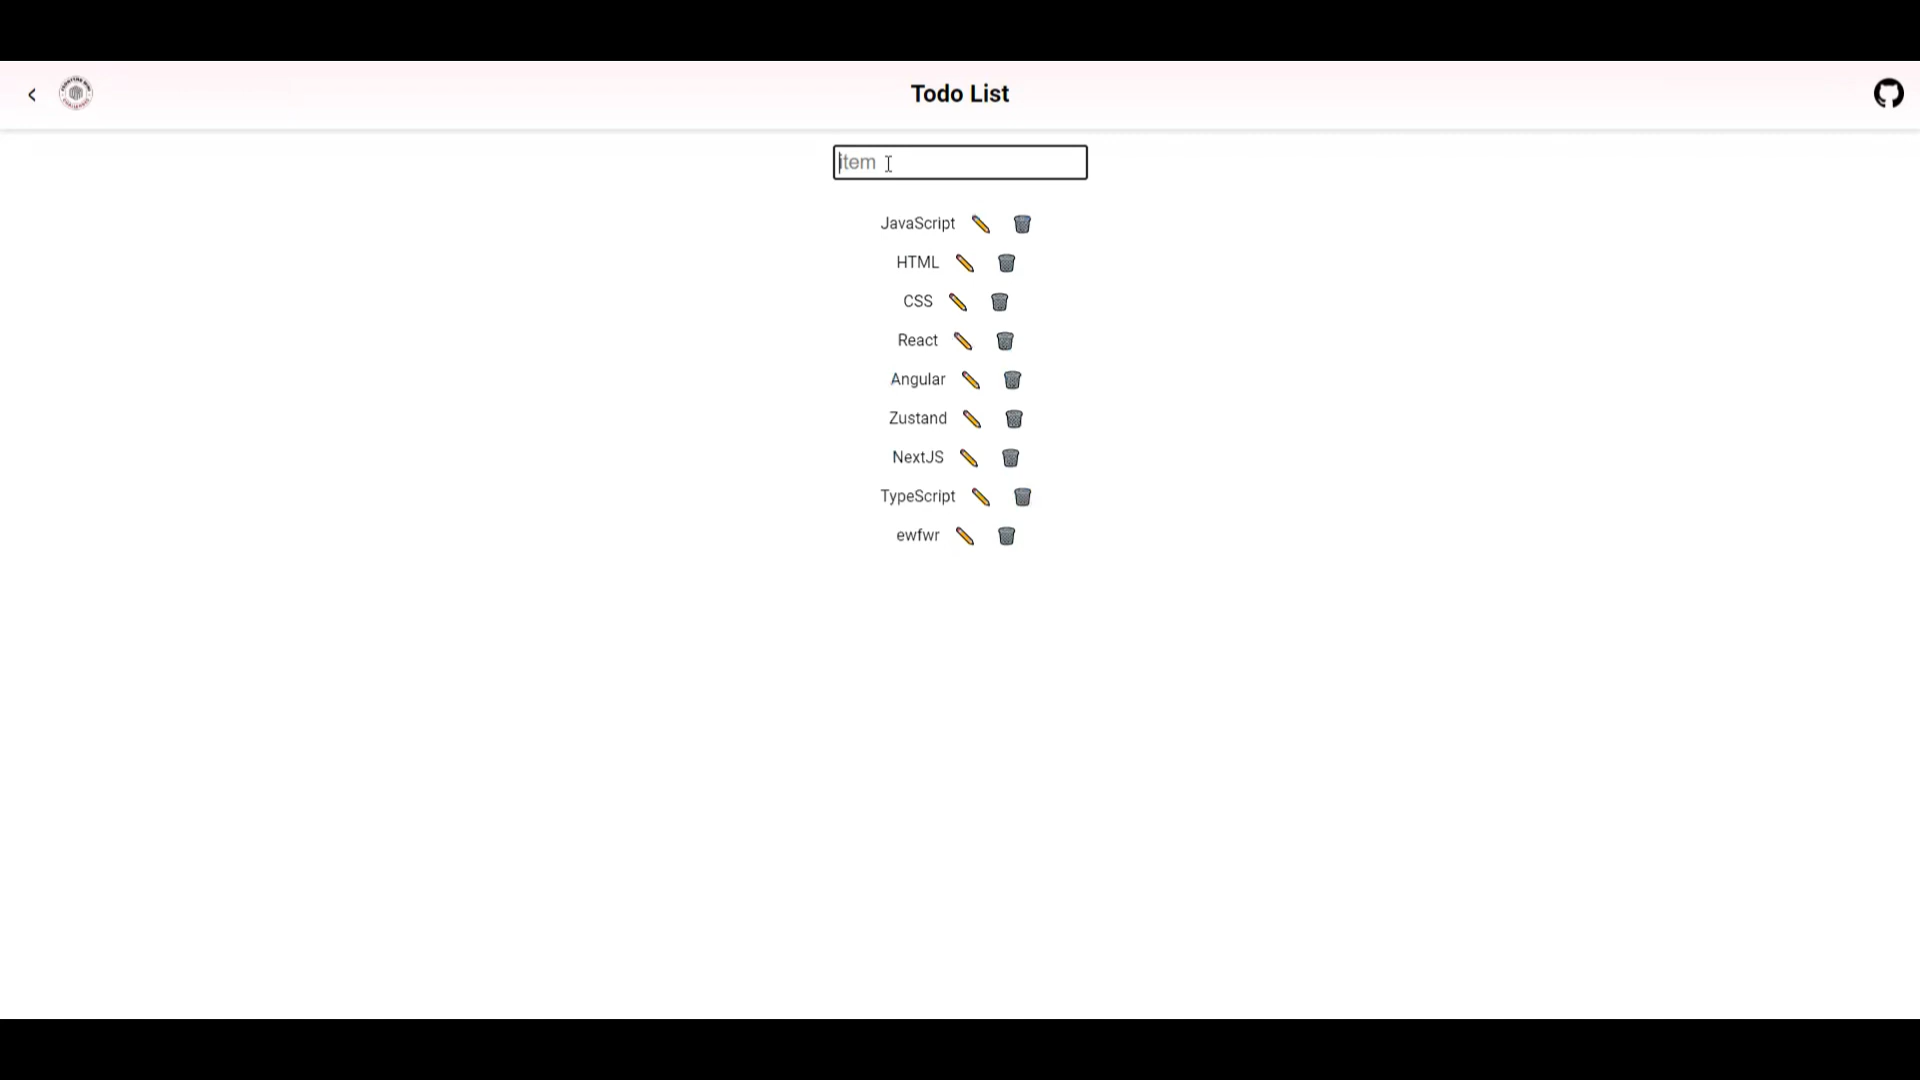 Todo List
item
JavaScript
HTML
CSS
React
Angular
Zustand
NextJS
TypeScript
ewfwr